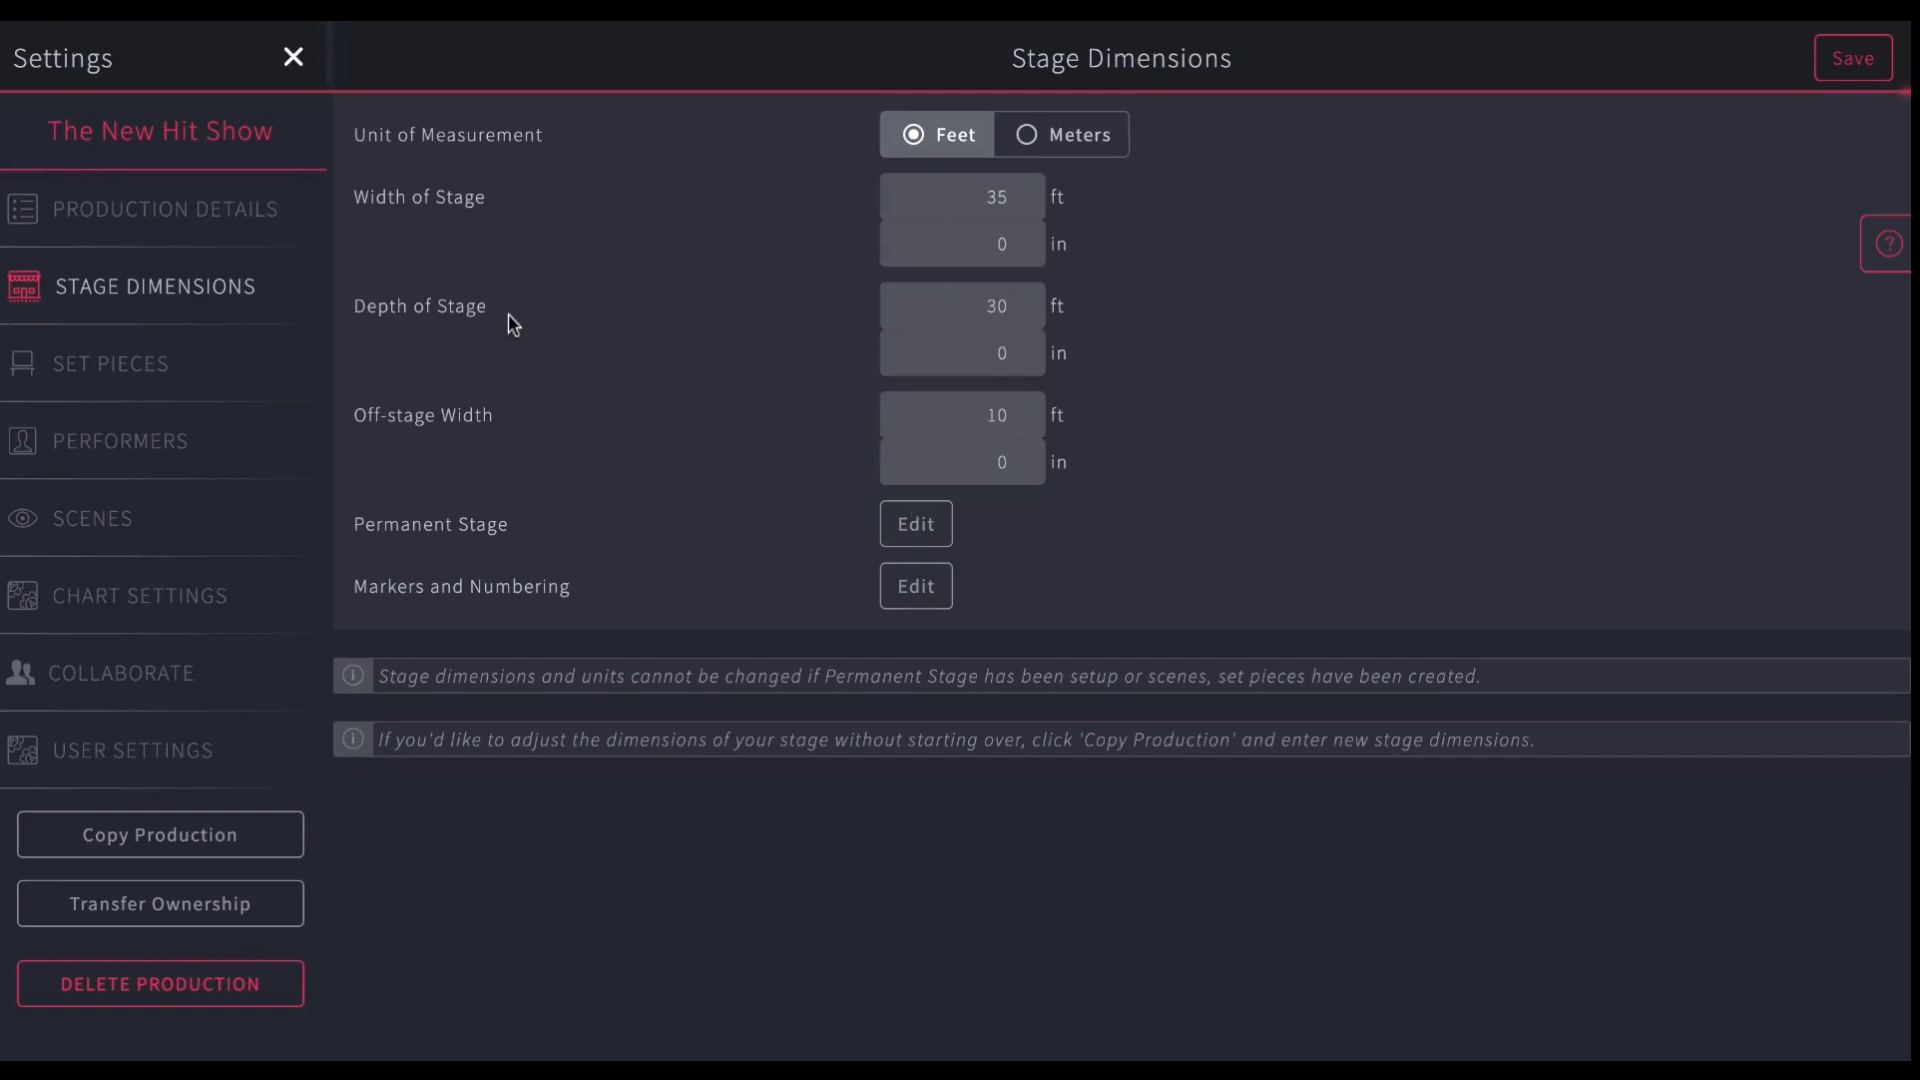 Settings
Stage Dimensions
Save
The New Hit Show
PRODUCTION DETAILS
STAGE DIMENSIONS
SET PIECES
PERFORMERS
SCENES
CHART SETTINGS
COLLABORATE
USER SETTINGS
Copy Production
Transfer Ownership
DELETE PRODUCTION
Unit of Measurement
Feet
Meters
Width of Stage
35 ft
0 in
Depth of Stage
30 ft
0 in
Off-stage Width
10 ft
0 in
Permanent Stage
Edit
Markers and Numbering
Edit
Stage dimensions and units cannot be changed if Permanent Stage has been setup or scenes, set pieces have been created.
If you'd like to adjust the dimensions of your stage without starting over, click 'Copy Production' and enter new stage dimensions.
?